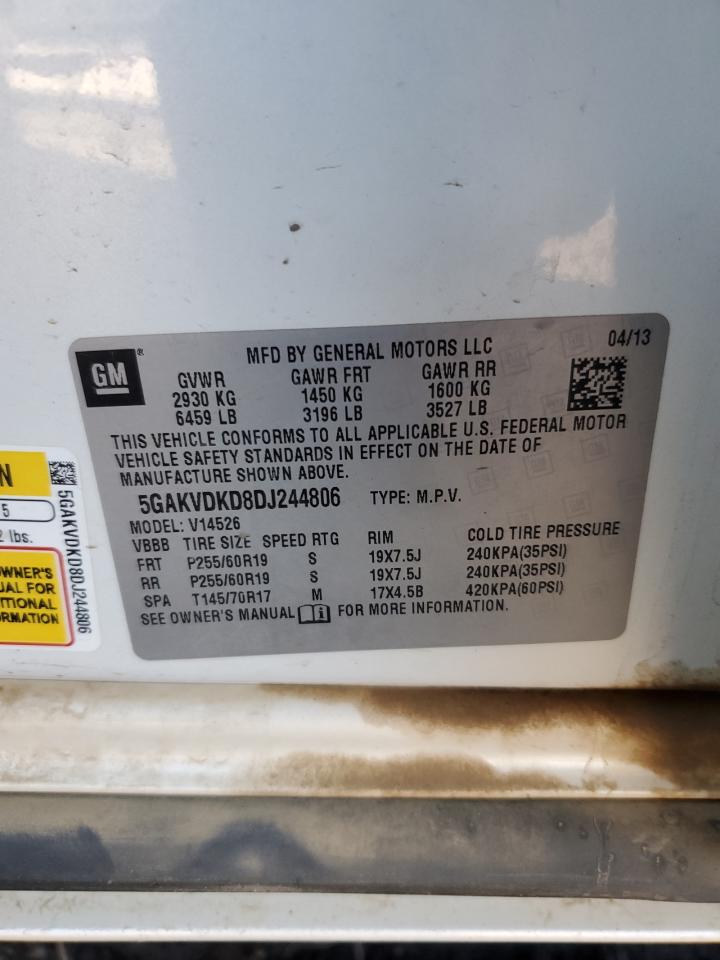 GM
MFD BY GENERAL MOTORS LLC 04/13
GVWR GAWR FRT GAWR RR
2930 KG 1450 KG 1600 KG
6459 LB 3196 LB 3527 LB
THIS VEHICLE CONFORMS TO ALL APPLICABLE U.S. FEDERAL MOTOR
VEHICLE SAFETY STANDARDS IN EFFECT ON THE DATE OF
MANUFACTURE SHOWN ABOVE.
5GAKVDKD8DJ244806 TYPE: M.P.V.
MODEL: V14526
VBBB TIRE SIZE SPEED RTG RIM COLD TIRE PRESSURE
FRT P255/60R19 S 19X7.5J 240KPA(35PSI)
RR P255/60R19 S 19X7.5J 240KPA(35PSI)
SPA T145/70R17 M 17X4.5B 420KPA(60PSI)
SEE OWNER'S MANUAL FOR MORE INFORMATION.
N
5
2 lbs.
WNER'S
UAL FOR
ITIONAL
RMATION
5GAKVDKD8DJ244806